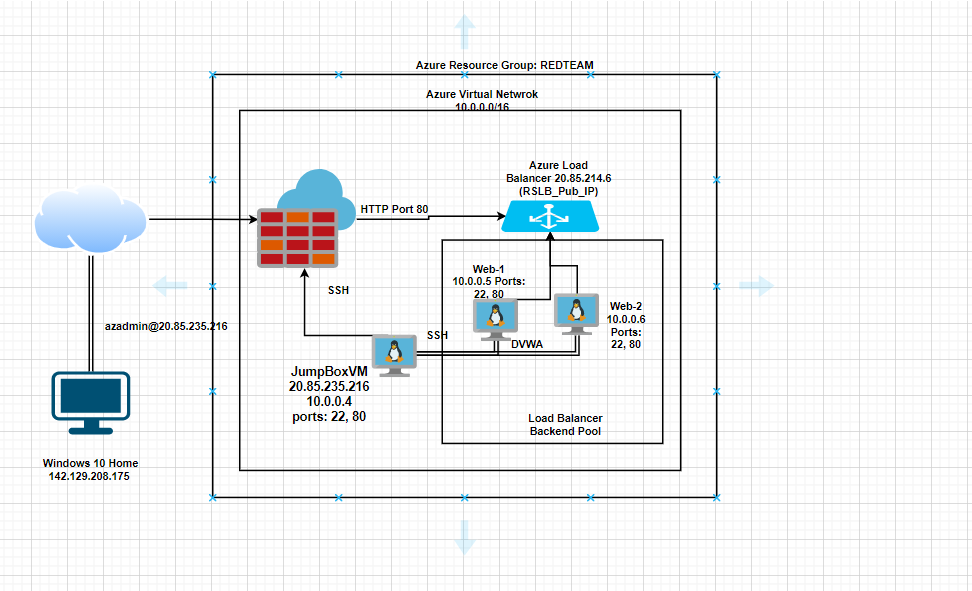 Azure Resource Group: REDTEAM
Azure Virtual Netwrok
10.0.0.0/16
Azure Load
Balancer 20.85.214.6
(RSLB_Pub_IP)
HTTP Port 80
Web-1
10.0.0.5 Ports:
22, 80
SSH
Web-2
10.0.0.6
Ports:
22, 80
azadmin@20.85.235.216
SSH
DVWA
JumpBoxVM
20.85.235.216
10.0.0.4
ports: 22, 80
Load Balancer
Backend Pool
Windows 10 Home
142.129.208.175